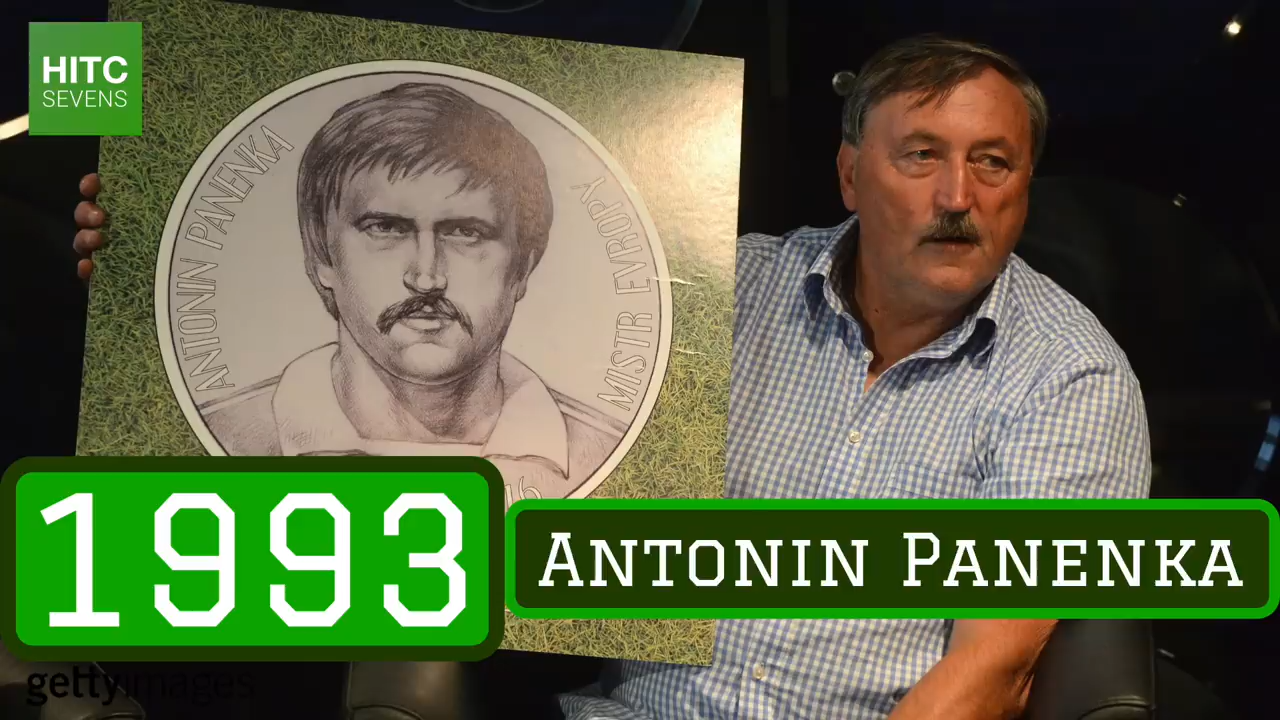 HITC
SEVENS
ANTONIN PANENKA
MISTR EVROPY
1993
ANTONIN PANENKA
gettyimages